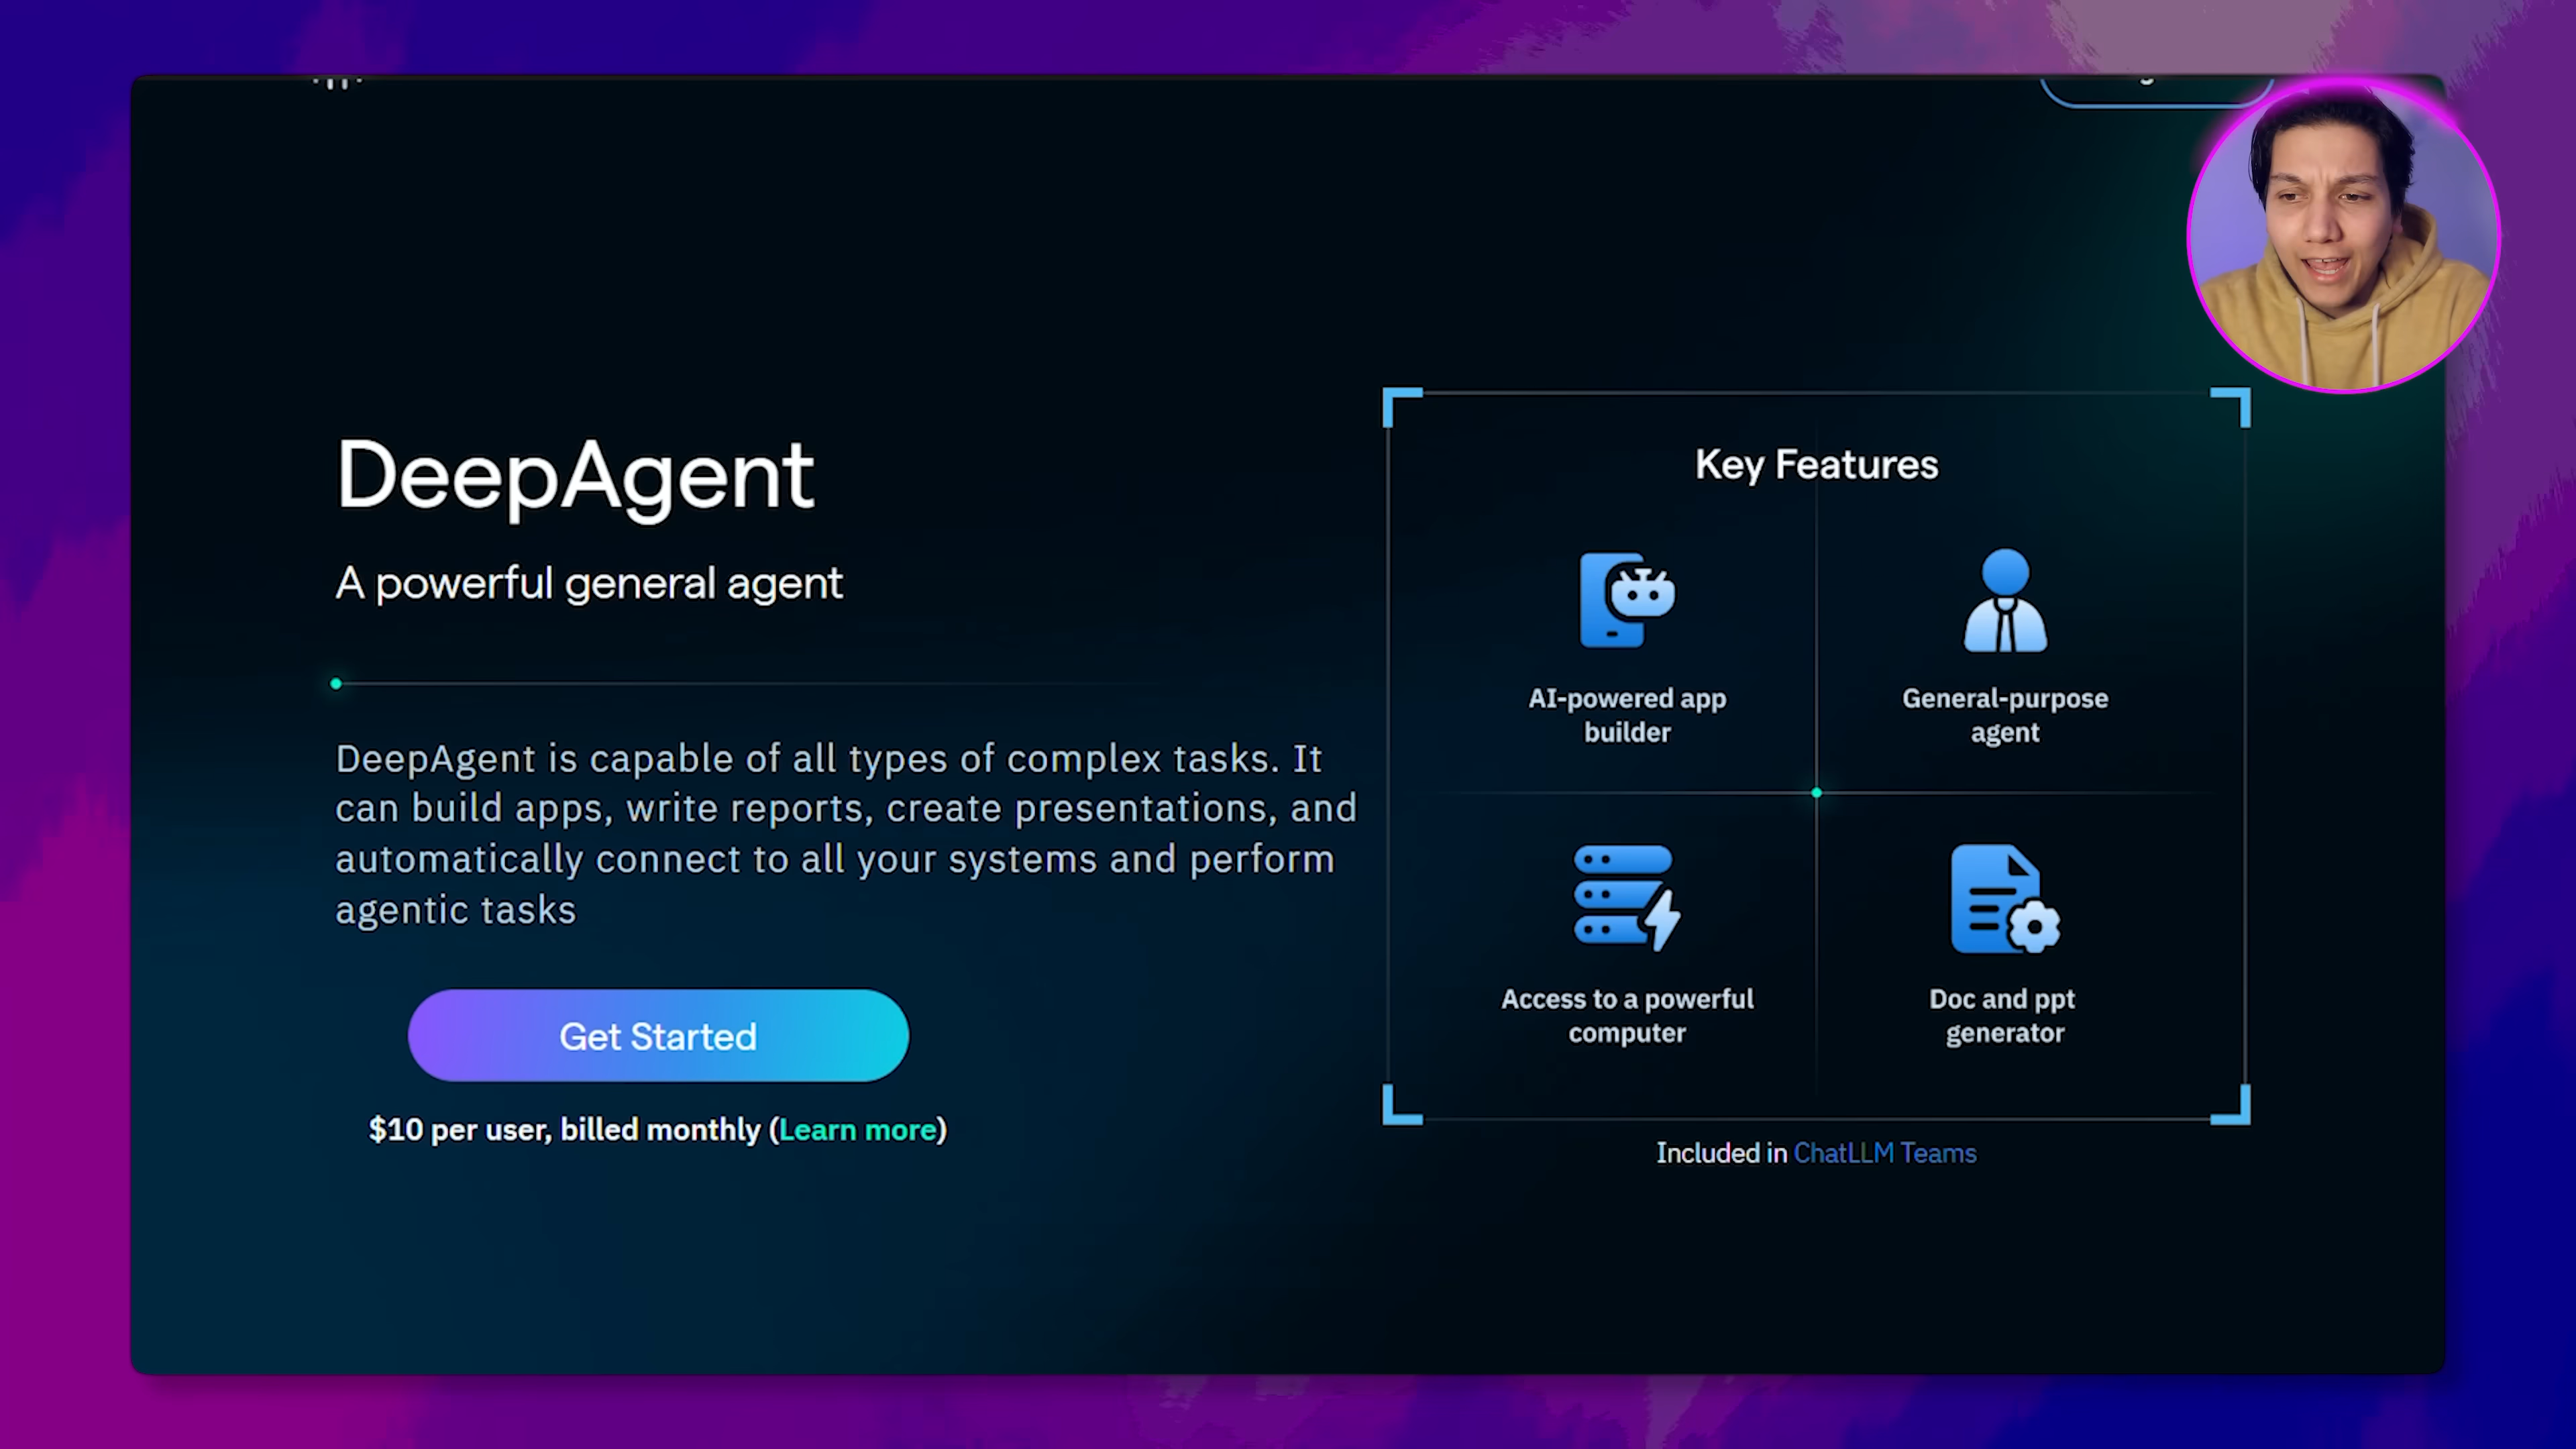 DeepAgent
A powerful general agent
DeepAgent is capable of all types of complex tasks. It
can build apps, write reports, create presentations, and
automatically connect to all your systems and perform
agentic tasks
Get Started
$10 per user, billed monthly (Learn more)
Key Features
AI-powered app
builder
General-purpose
agent
Access to a powerful
computer
Doc and ppt
generator
Included in ChatLLM Teams